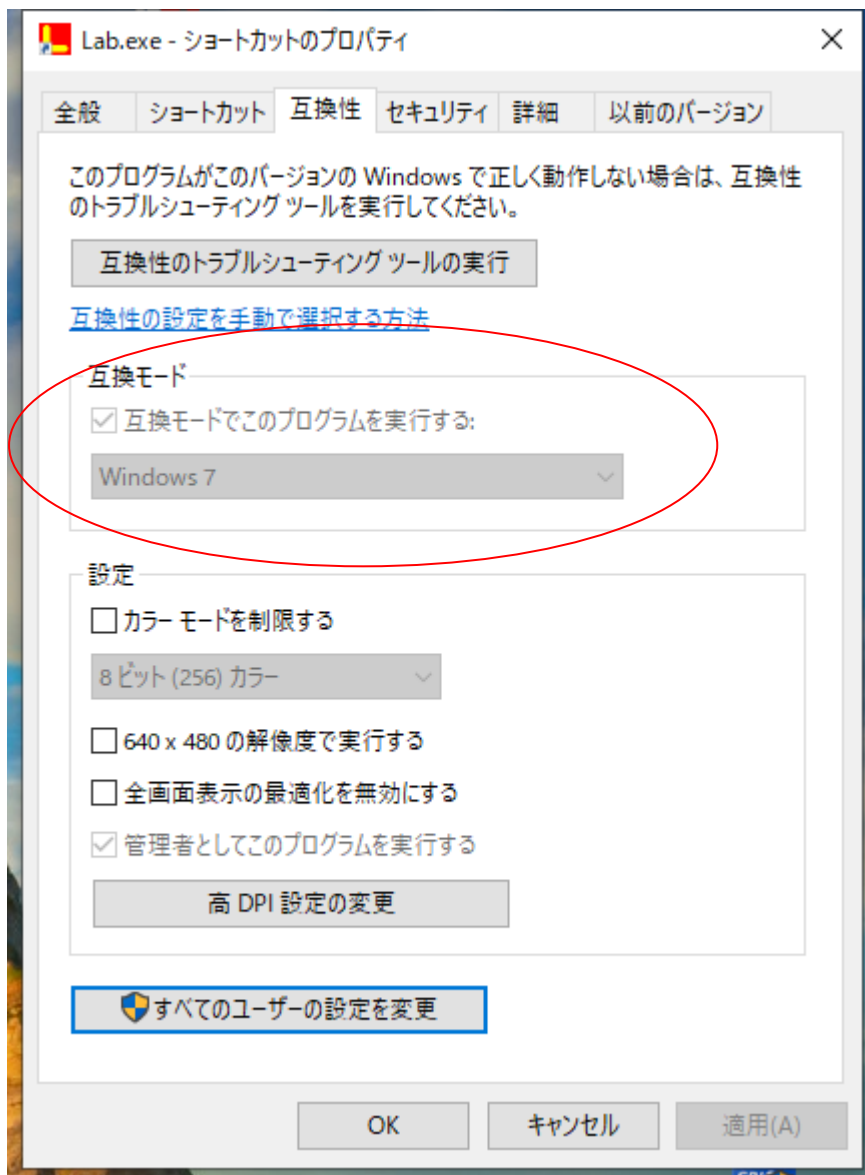 Lab.exe - ショートカットのプロパティ
全般 ショートカット 互換性 セキュリティ 詳細 以前のバージョン
このプログラムがこのバージョンの Windows で正しく動作しない場合は、互換性
のトラブルシューティング ツールを実行してください。
互換性のトラブルシューティング ツールの実行
互換性の設定を手動で選択する方法
互換モード
互換モードでこのプログラムを実行する:
Windows 7
設定
カラー モードを制限する
8 ビット (256) カラー
640 x 480 の解像度で実行する
全画面表示の最適化を無効にする
管理者としてこのプログラムを実行する
高 DPI 設定の変更
すべてのユーザーの設定を変更
OK キャンセル 適用(A)